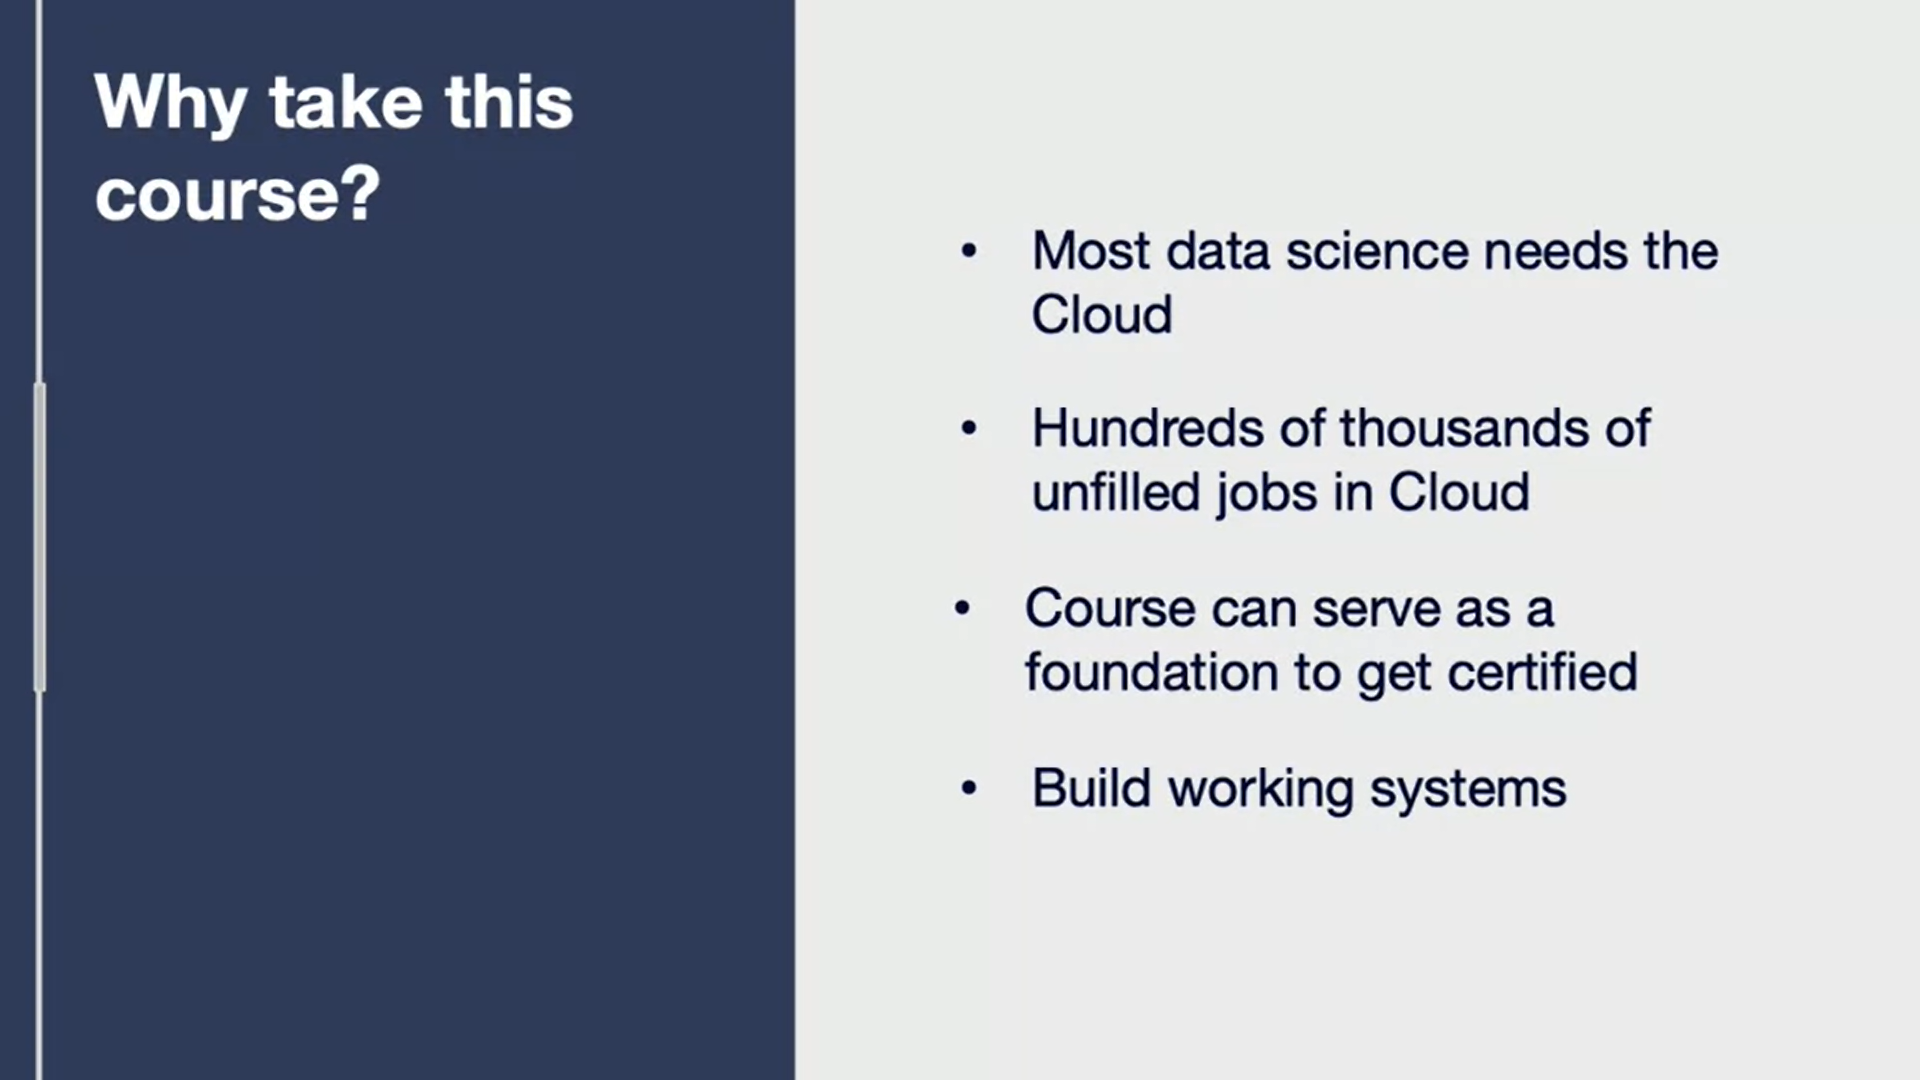 Why take this
course?
• Most data science needs the
Cloud
• Hundreds of thousands of
unfilled jobs in Cloud
• Course can serve as a
foundation to get certified
• Build working systems